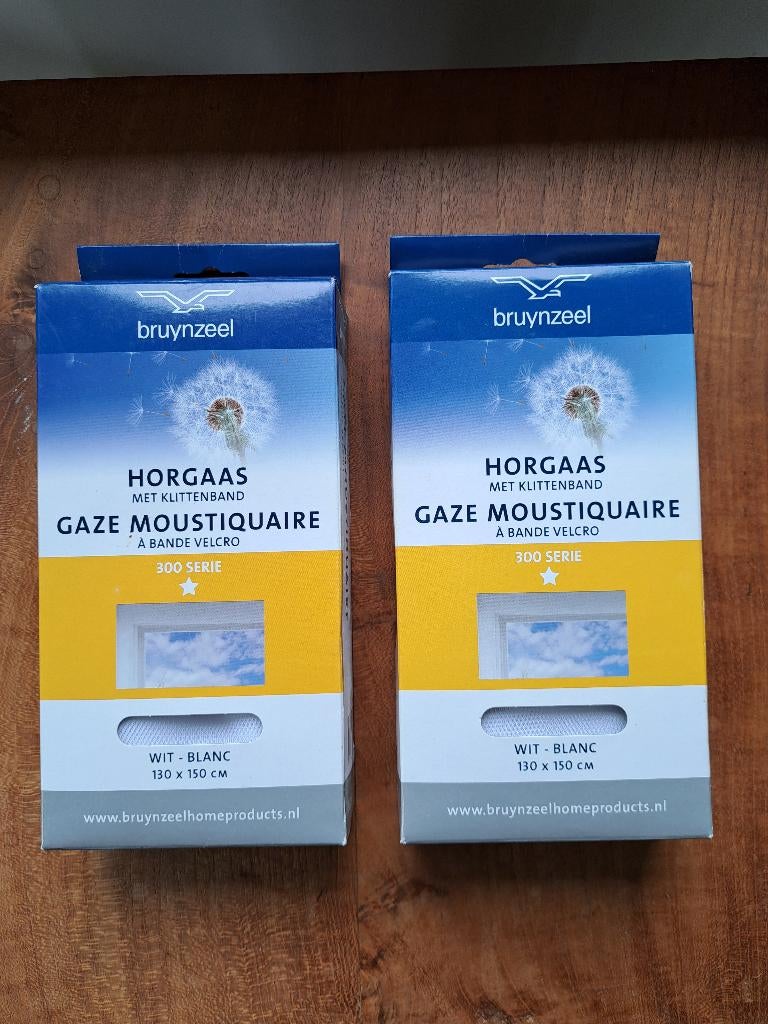 bruynzeel
HORGAAS
MET KLITTENBAND
GAZE MOUSTIQUAIRE
À BANDE VELCRO
300 SERIE
WIT - BLANC
130 x 150 CM
www.bruynzeelhomeproducts.nl
bruynzeel
HORGAAS
MET KLITTENBAND
GAZE MOUSTIQUAIRE
À BANDE VELCRO
300 SERIE
WIT - BLANC
130 x 150 CM
www.bruynzeelhomeproducts.nl